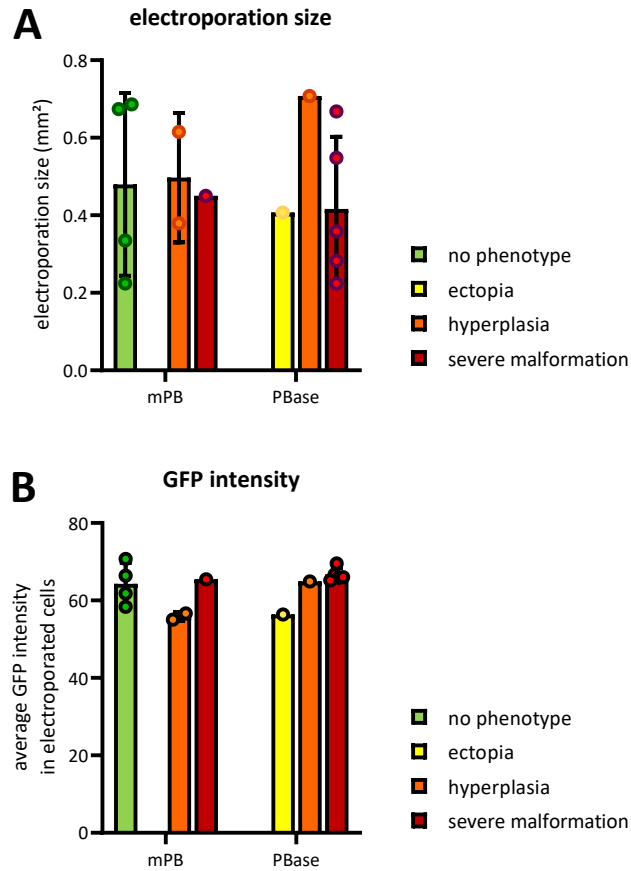 A
electroporation size
electroporation size (mm²)
0.8
0.6
0.4
0.2
0.0
mPB
PBase
no phenotype
ectopia
hyperplasia
severe malformation
B
GFP intensity
average GFP intensity
in electroporated cells
80
60
40
20
0
mPB
PBase
no phenotype
ectopia
hyperplasia
severe malformation